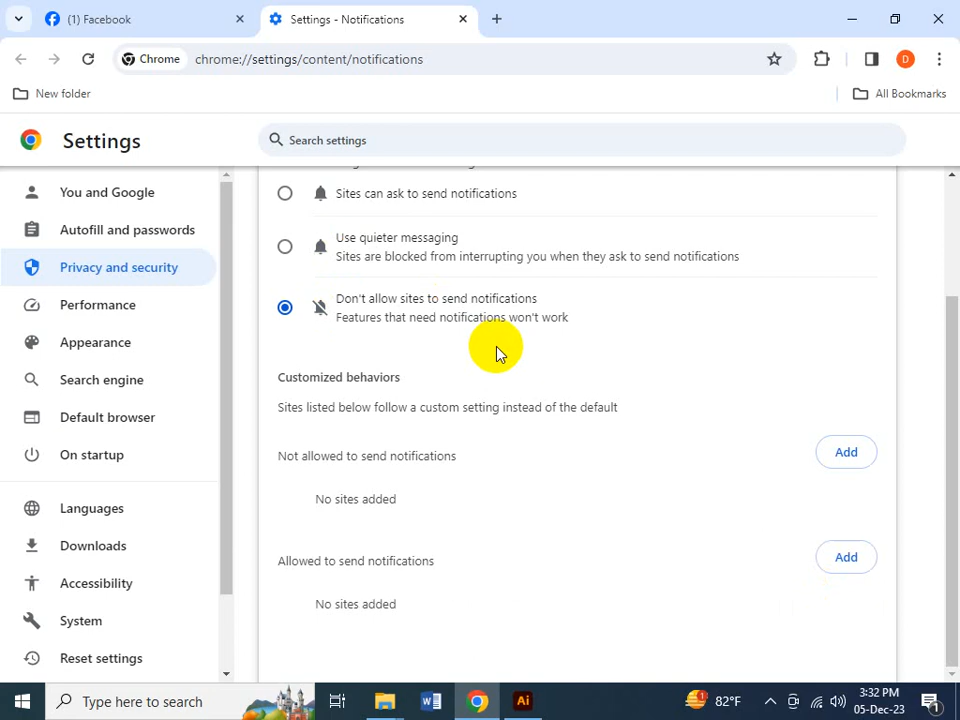 (1) Facebook
Settings - Notifications
Chrome
chrome://settings/content/notifications
D
New folder
All Bookmarks
Settings
Search settings
You and Google
Autofill and passwords
Privacy and security
Performance
Appearance
Search engine
Default browser
On startup
Languages
Downloads
Accessibility
System
Reset settings
Sites can ask to send notifications
Use quieter messaging
Sites are blocked from interrupting you when they ask to send notifications
Don't allow sites to send notifications
Features that need notifications won't work
Customized behaviors
Sites listed below follow a custom setting instead of the default
Not allowed to send notifications
Add
No sites added
Allowed to send notifications
Add
No sites added
Type here to search
Ai
1
82°F
3:32 PM
05-Dec-23
1